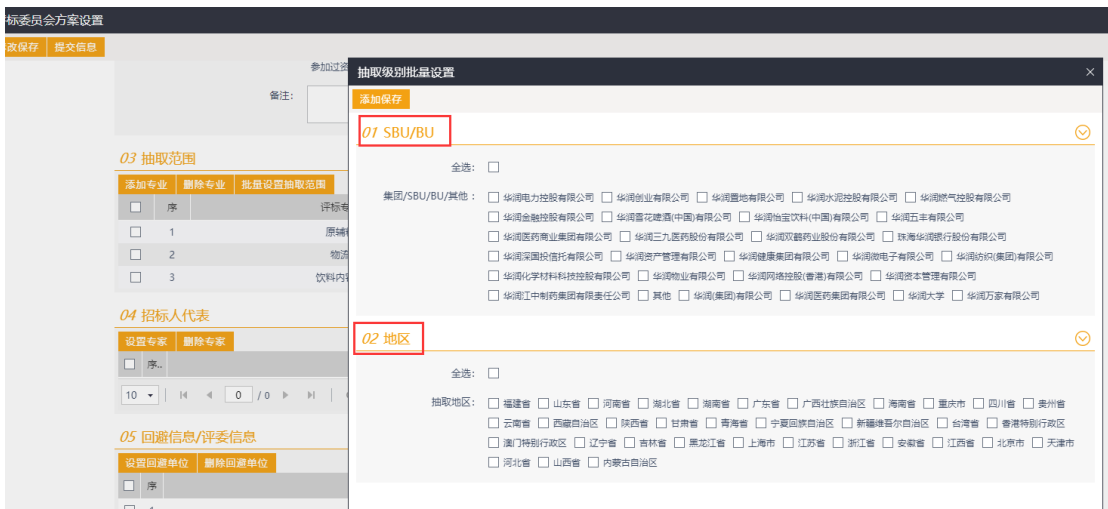 标委员会方案设置
改保存 提交信息
参加过资
备注：
03 抽取范围
添加专业 删除专业 批量设置抽取范围
序 评标专
1 原辅
2 物流
3 饮料内
04 招标人代表
设置专家 删除专家
序..
10 0 / 0
05 回避信息/评委信息
设置回避单位 删除回避单位
序
抽取级别批量设置
添加保存
01 SBU/BU
全选：
集团/SBU/BU/其他： 华润电力控股有限公司 华润创业有限公司 华润置地有限公司 华润水泥控股有限公司 华润燃气控股有限公司
华润金融控股有限公司 华润雪花啤酒(中国)有限公司 华润怡宝饮料(中国)有限公司 华润五丰有限公司
华润医药商业集团有限公司 华润三九医药股份有限公司 华润双鹤药业股份有限公司 珠海华润银行股份有限公司
华润深国投信托有限公司 华润资产管理有限公司 华润健康集团有限公司 华润微电子有限公司 华润纺织(集团)有限公司
华润化学材料科技控股有限公司 华润物业有限公司 华润网络控股(香港)有限公司 华润资本管理有限公司
华润江中制药集团有限责任公司 其他 华润(集团)有限公司 华润医药集团有限公司 华润大学 华润万家有限公司
02 地区
全选：
抽取地区： 福建省 山东省 河南省 湖北省 湖南省 广东省 广西壮族自治区 海南省 重庆市 四川省 贵州省
云南省 西藏自治区 陕西省 甘肃省 青海省 宁夏回族自治区 新疆维吾尔自治区 台湾省 香港特别行政区
澳门特别行政区 辽宁省 吉林省 黑龙江省 上海市 江苏省 浙江省 安徽省 江西省 北京市 天津市
河北省 山西省 内蒙古自治区